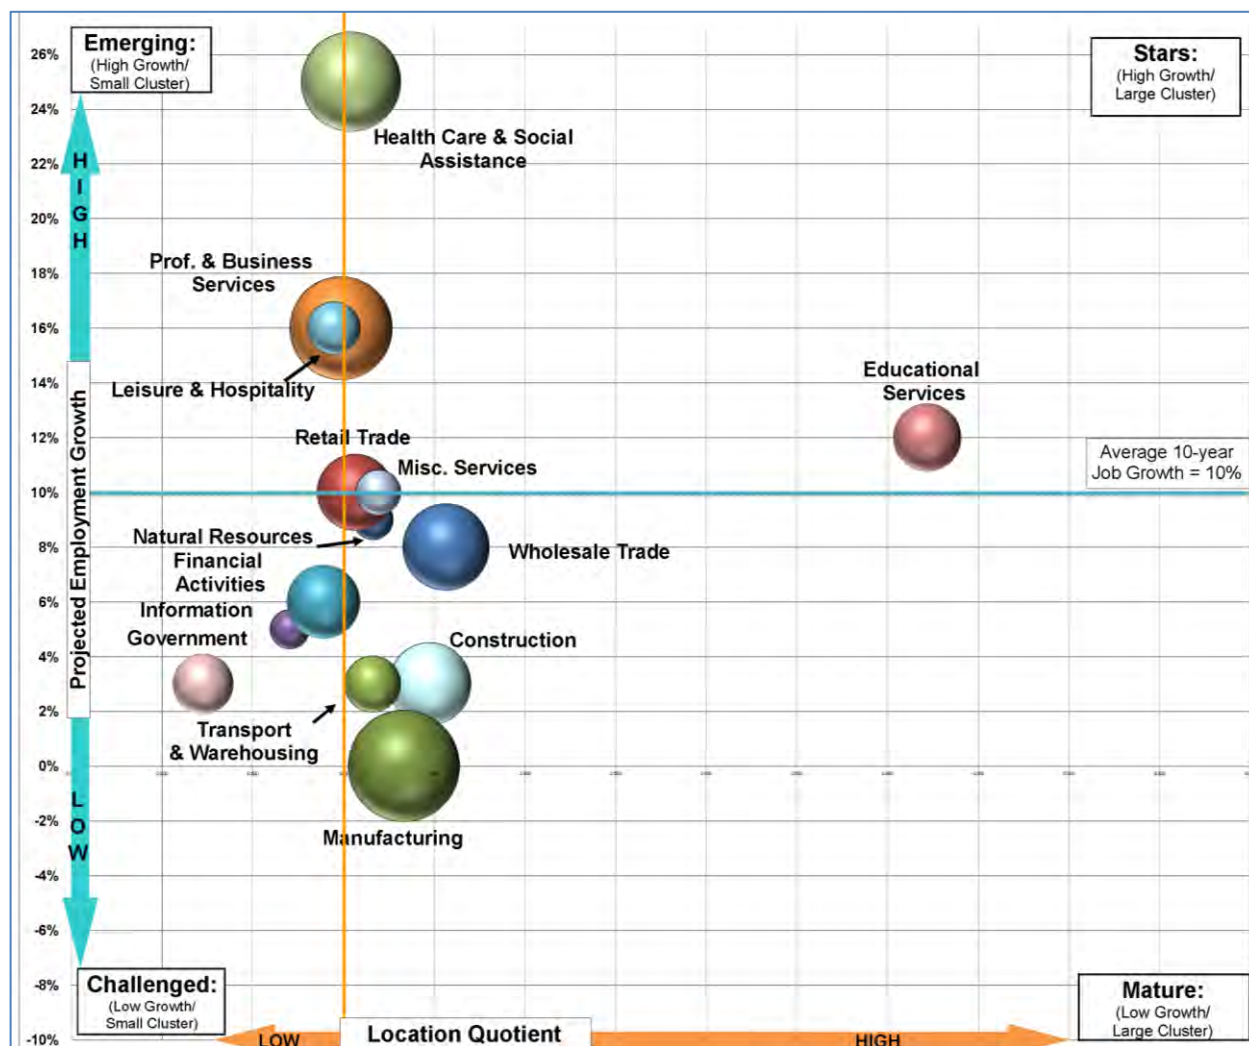 Emerging:
(High Growth/
Small Cluster)
Stars:
(High Growth/
Large Cluster)
26%
24%
22%
20%
18%
16%
14%
12%
10%
8%
6%
4%
2%
0%
-2%
-4%
-6%
-8%
-10%
HIGH
Projected Employment Growth
LOW
Health Care & Social
Assistance
Prof. & Business
Services
Leisure & Hospitality
Educational
Services
Retail Trade
Misc. Services
Average 10-year
Job Growth = 10%
Natural Resources
Wholesale Trade
Financial
Activities
Information
Government
Construction
Transport
& Warehousing
Manufacturing
Challenged:
(Low Growth/
Small Cluster)
Mature:
(Low Growth/
Large Cluster)
LOW
Location Quotient
HIGH